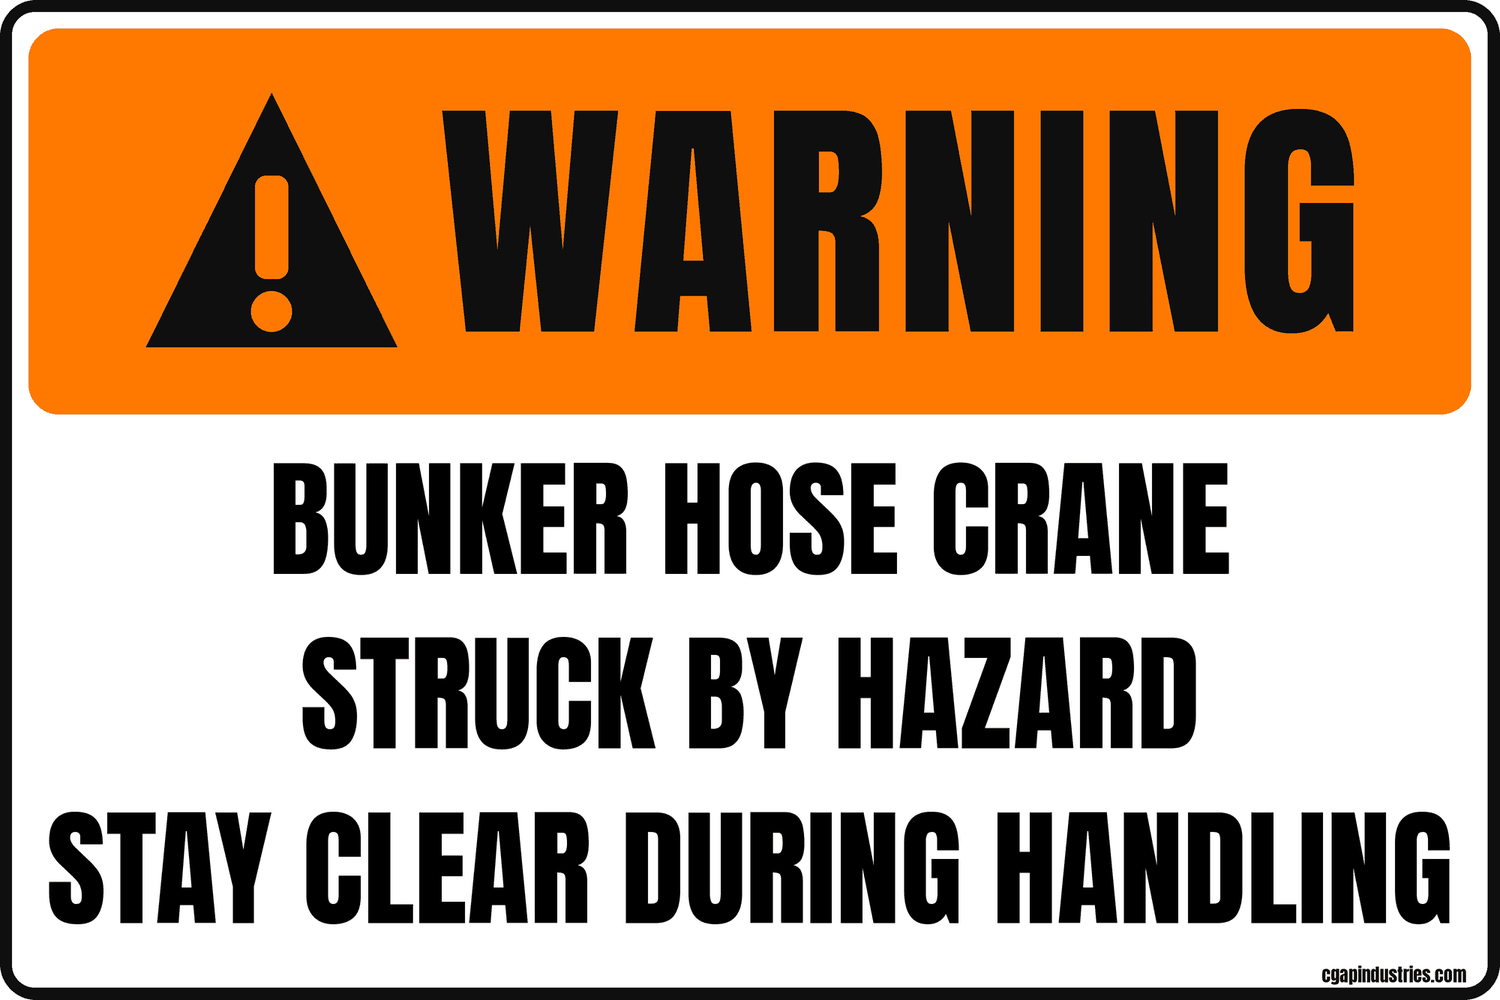 WARNING
BUNKER HOSE CRANE
STRUCK BY HAZARD
STAY CLEAR DURING HANDLING
cgapindustries.com